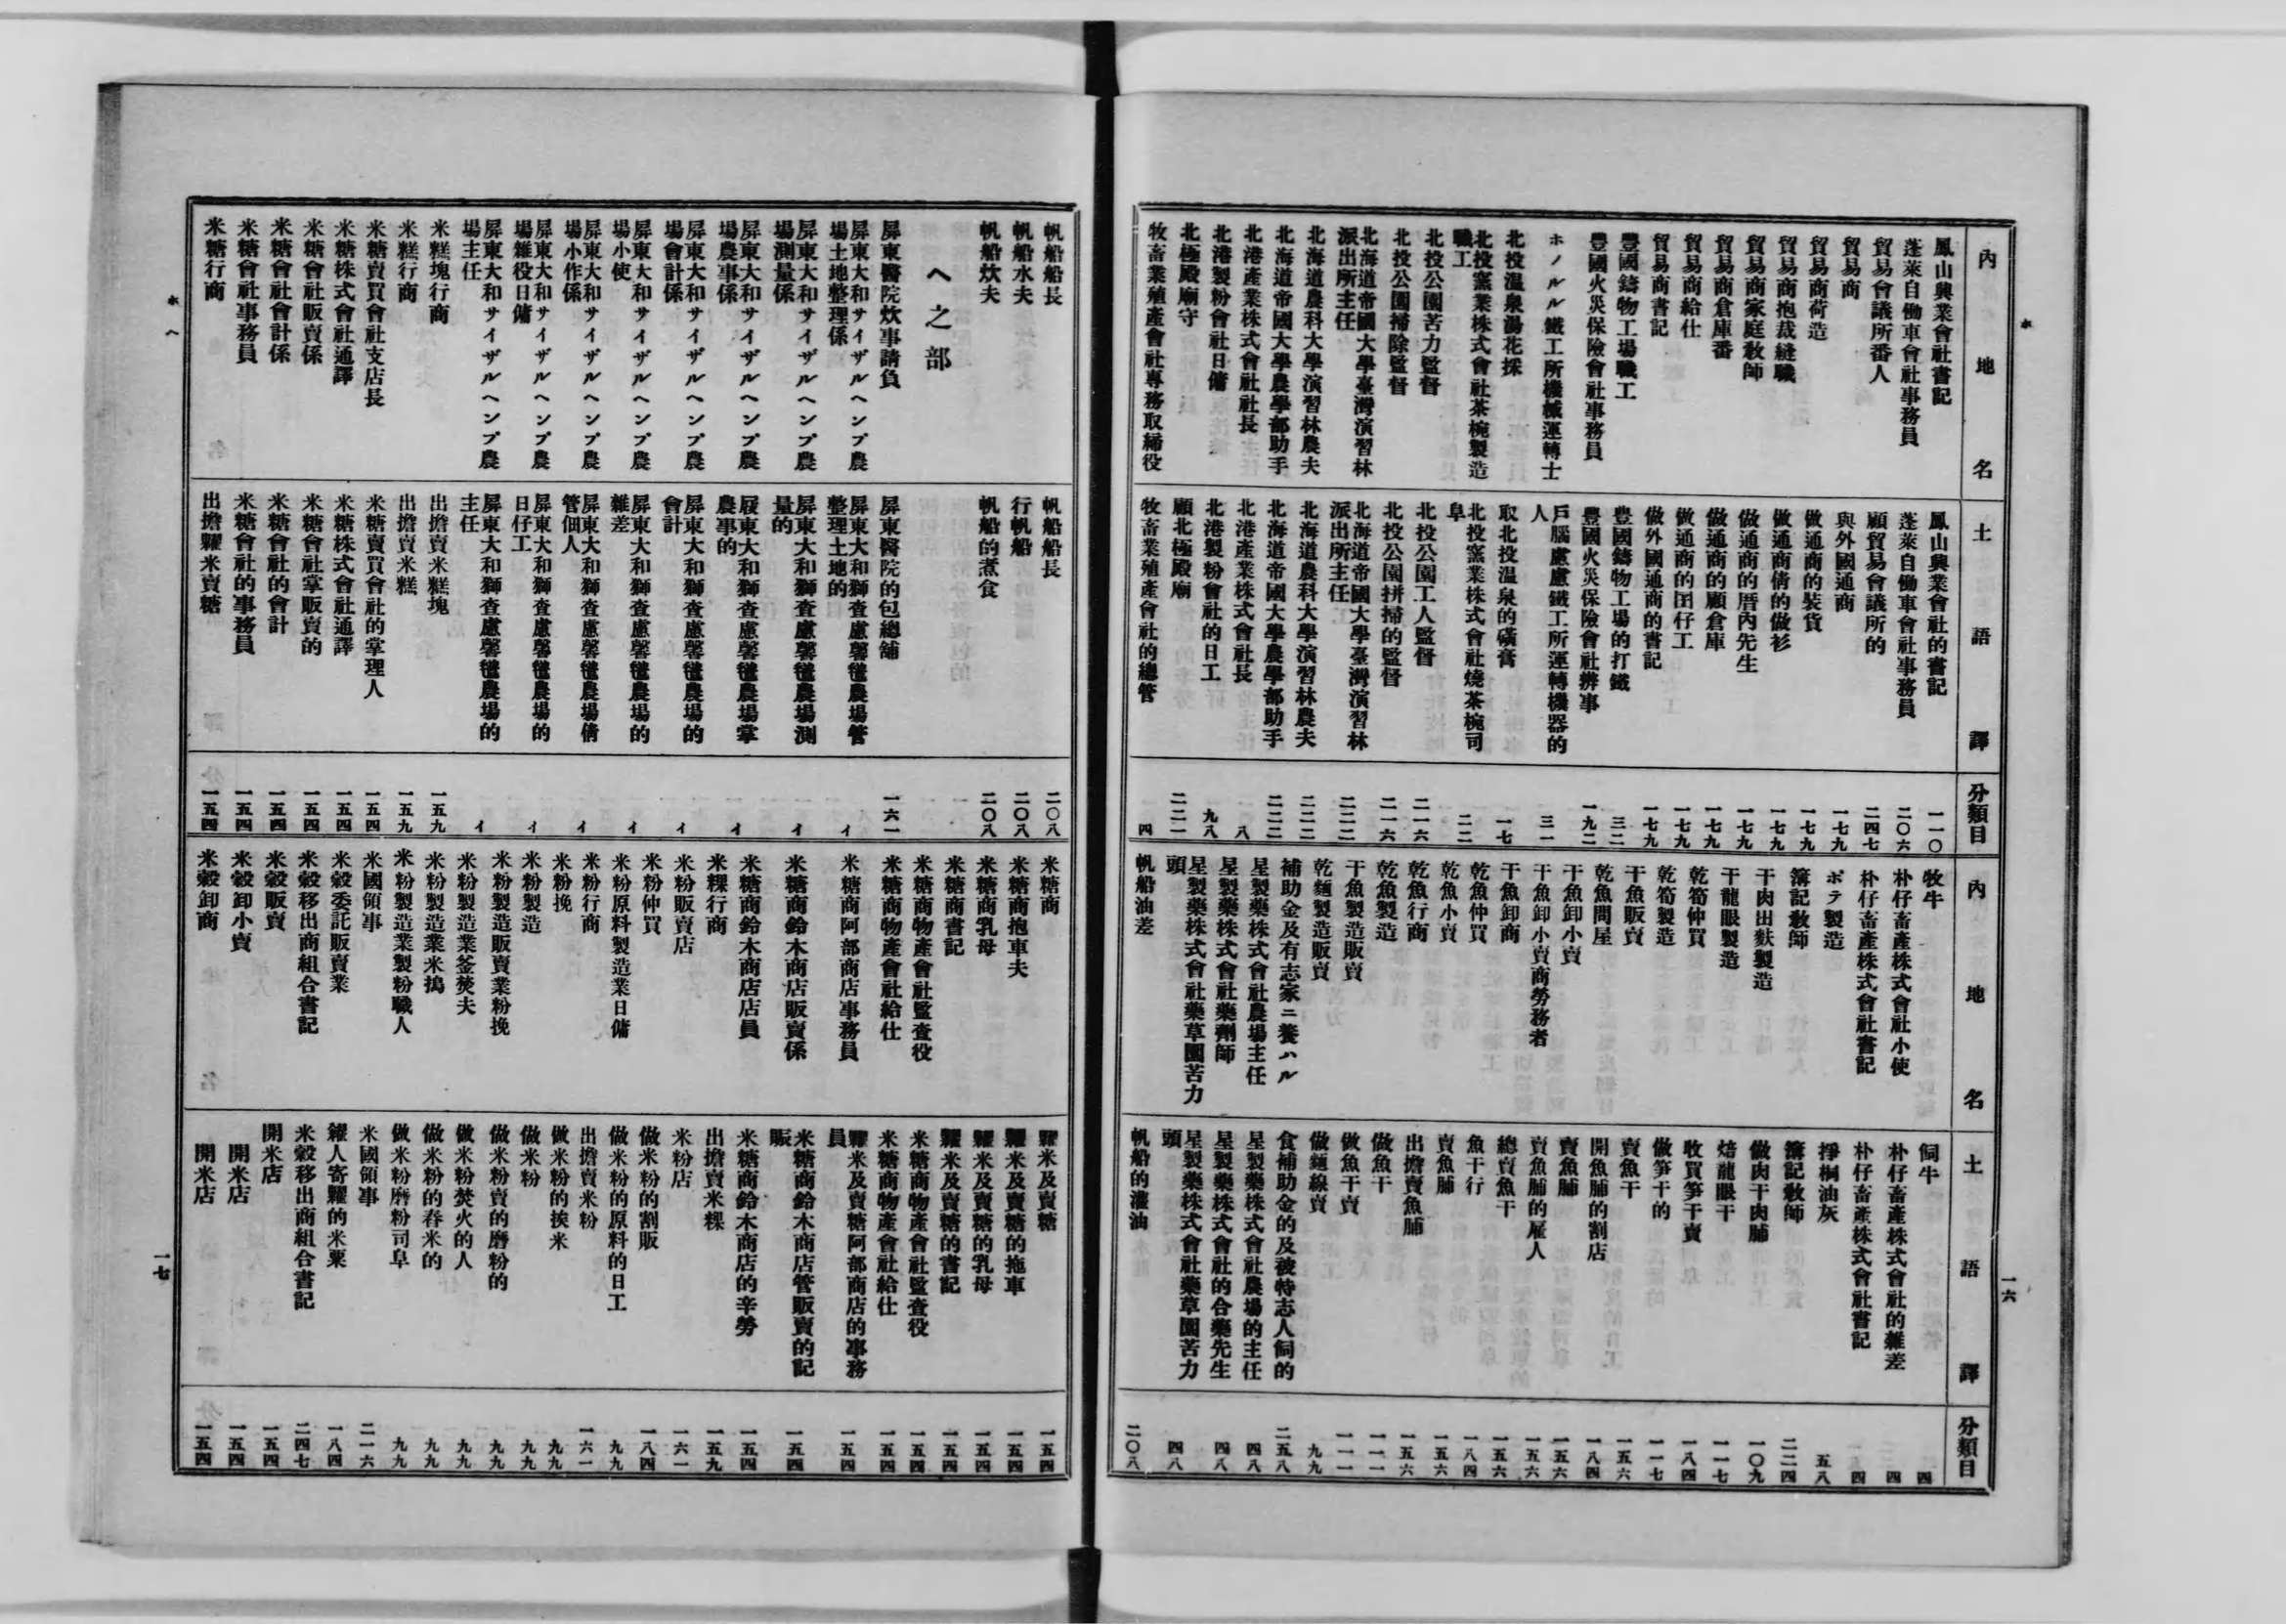 ホ
一六
內地名 土語譯 分類目
鳳山興業會社書記 鳳山興業會社的書記 一一〇
蓬萊自働車會社事務員 蓬萊自働車會社事務員 二〇六
貿易會議所番人 顧貿易會議所的 二四七
貿易商 與外國通商 一七九
貿易商荷造 做通商的裝貨 一七九
貿易商抱裁縫職 做通商倩的做衫 一七九
貿易商家庭敎師 做通商的厝內先生 一七九
貿易商倉庫番 做通商的顧倉庫 一七九
貿易商給仕 做通商的囝仔工 一七九
貿易商書記 做外國通商的書記 一七九
豐國鑄物工場職工 豐國鑄物工場的打鐵 三二
豐國火災保險會社事務員 豐國火災保險會社辦事 一九二
ホノルル鐵工所機械運轉士 戶腦盧盧鐵工所運轉機器的人 三一
北投溫泉湯花採 取北投溫泉的磺膏 一七
北投窯業株式會社茶椀製造職工 北投窯業株式會社燒茶椀司阜 二二
北投公園苦力監督 北投公園工人監督 二一六
北投公園掃除監督 北投公園拼掃的監督 二一六
北海道帝國大學臺灣演習林派出所主任 北海道帝國大學臺灣演習林派出所主任 二二二
北海道農科大學演習林農夫 北海道農科大學演習林農夫 二二二
北海道帝國大學農學部助手 北海道帝國大學農學部助手 二二二
北港產業株式會社社長 北港產業株式會社長 八
北港製粉會社日傭 北港製粉會社的日工 九八
北極殿廟守 顧北極殿廟 二二一
牧畜業殖產會社專務取締役 牧畜業殖產會社的總管 四
內地名 土語譯 分類目
牧牛 飼牛 四
朴仔畜產株式會社小使 朴仔畜產株式會社的雜差 四
朴仔畜產株式會社書記 朴仔畜產株式會社書記 四
ボテ製造 掙桐油灰 五八
簿記敎師 簿記敎師 二二四
干肉出麩製造 做肉干肉脯 一〇九
干龍眼製造 焙龍眼干 一一七
乾筍仲買 收買笋干賣 一八四
乾筍製造 做笋干的 一一七
干魚販賣 賣魚干 一五六
乾魚問屋 開魚脯的割店 一八四
干魚卸小賣 賣魚脯 一五六
干魚卸小賣商勞務者 賣魚脯的雇人 一五六
干魚卸商 總賣魚干 一五六
乾魚仲買 魚干行 一八四
乾魚小賣 賣魚脯 一五六
乾魚行商 出擔賣魚脯 一五六
乾魚製造 做魚干 一一一
干魚製造販賣 做魚干賣 一一一
乾麵製造販賣 做麵線賣 九九
補助金及有志家ニ養ハル 食補助金的及被特志人飼的 二五八
星製藥株式會社農場主任 星製藥株式會社農場的主任 四八
星製藥株式會社藥劑師 星製藥株式會社的合藥先生 四八
星製藥株式會社藥草園苦力頭 星製藥株式會社藥草園苦力頭 四八
帆船油差 帆船的灌油 二〇八
帆船船長 帆船船長 二〇八
帆船水夫 行帆船 二〇八
帆船炊夫 帆船的煮食 二〇八
ヘ之部
屏東醫院炊事請負 屏東醫院的包總舖 一六一
屏東大和サイザルヘンプ農場土地整理係 屏東大和獅查盧馨氆農場管整理土地的 イ
屏東大和サイザルヘンプ農場測量係 屏東大和獅查盧馨氆農場測量的 イ
屏東大和サイザルヘンプ農場農事係 屐東大和獅查盧馨氆農場掌農事的 イ
屏東大和サイザルヘンプ農場會計係 屏東大和獅查盧馨氆農場的會計 イ
屏東大和サイザルヘンプ農場小使 屏東大和獅查盧馨氆農場的雜差 イ
屏東大和サイザルヘンプ農場小作係 屏東大和獅查盧馨氆農場倩管佃人 イ
屏東大和サイザルヘンプ農場雜役日傭 屏東大和獅查盧馨氆農場的日仔工 イ
屏東大和サイザルヘンプ農場主任 屏東大和獅查盧馨氆農場的主任 イ
米糕塊行商 出擔賣米糕塊 一五九
米糕行商 出擔賣米糕 一五九
米糖賣買會社支店長 米糖賣買會社的掌理人 一五四
米糖株式會社通譯 米糖株式會社通譯 一五四
米糖會社販賣係 米糖會社掌販賣的 一五四
米糖會社會計係 米糖會社的會計 一五四
米糖會社事務員 米糖會社的事務員 一五四
米糖行商 出擔糶米賣糖 一五四
米糖商 糶米及賣糖 一五四
米糖商抱車夫 糶米及賣糖的拖車 一五四
米糖商乳母 糶米及賣糖的乳母 一五四
米糖商書記 糶米及賣糖的書記 一五四
米糖商物產會社監查役 米糖商物產會社監查役 一五四
米糖商物產會社給仕 米糖商物產會社給仕 一五四
米糖商阿部商店事務員 糶米及賣糖阿部商店的事務員 一五四
米糖商鈴木商店販賣係 米糖商鈴木商店管販賣的記賬 一五四
米糖商鈴木商店店員 米糖商鈴木商店的辛勞 一五四
米粿行商 出擔賣米粿 一五九
米粉販賣店 米粉店 一六一
米粉仲買 做米粉的割販 一八四
米粉原料製造業日傭 做米粉的原料的日工 九九
米粉行商 出擔賣米粉 一六一
米粉挽 做米粉的挨米 九九
米粉製造 做米粉 九九
米粉製造販賣業粉挽 做米粉賣的磨粉的 九九
米粉製造業釜焚夫 做米粉焚火的人 九九
米粉製造業米搗 做米粉的舂米的 九九
米粉製造業製粉職人 做米粉磨粉司阜 九九
米國領事 米國領事 二一六
米穀委託販賣業 糴人寄糶的米粟 一八四
米穀移出商組合書記 米穀移出商組合書記 二四七
米穀販賣 開米店 一五四
米穀卸小賣 開米店 一五四
米穀卸商 開米店 一五四
ホ ヘ
一七